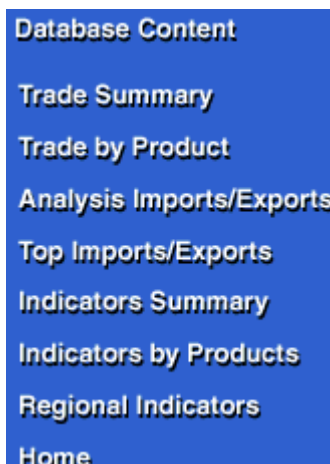 Database Content
Trade Summary
Trade by Product
Analysis Imports/Exports
Top Imports/Exports
Indicators Summary
Indicators by Products
Regional Indicators
Home